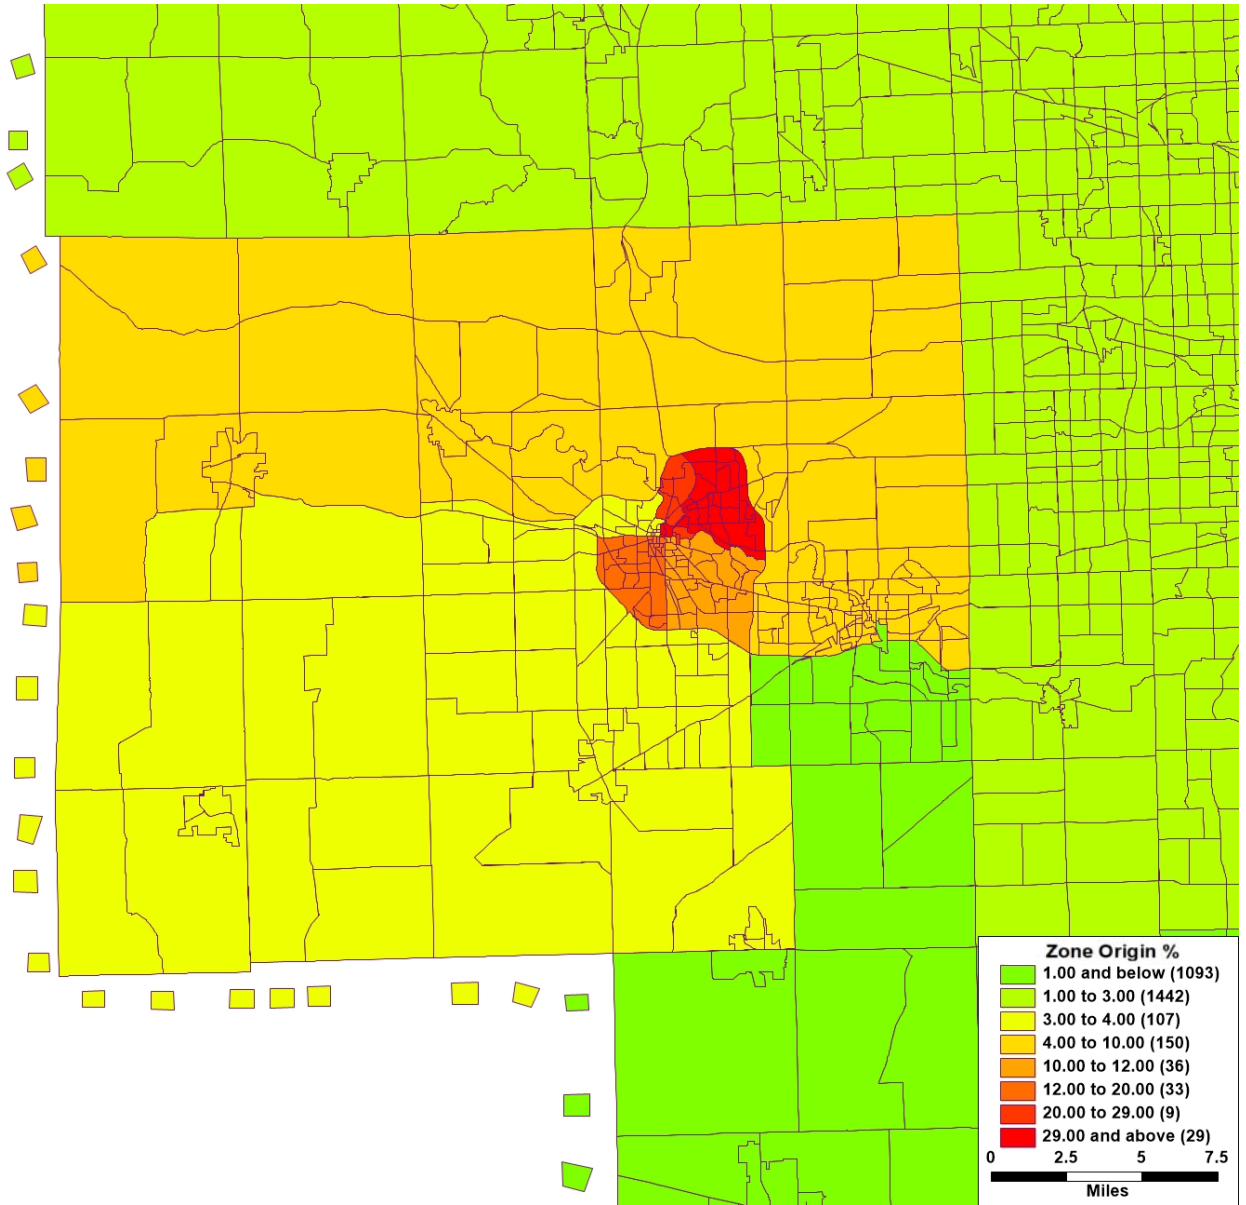 Zone Origin %
1.00 and below (1093)
1.00 to 3.00 (1442)
3.00 to 4.00 (107)
4.00 to 10.00 (150)
10.00 to 12.00 (36)
12.00 to 20.00 (33)
20.00 to 29.00 (9)
29.00 and above (29)
0 2.5 5 7.5
Miles